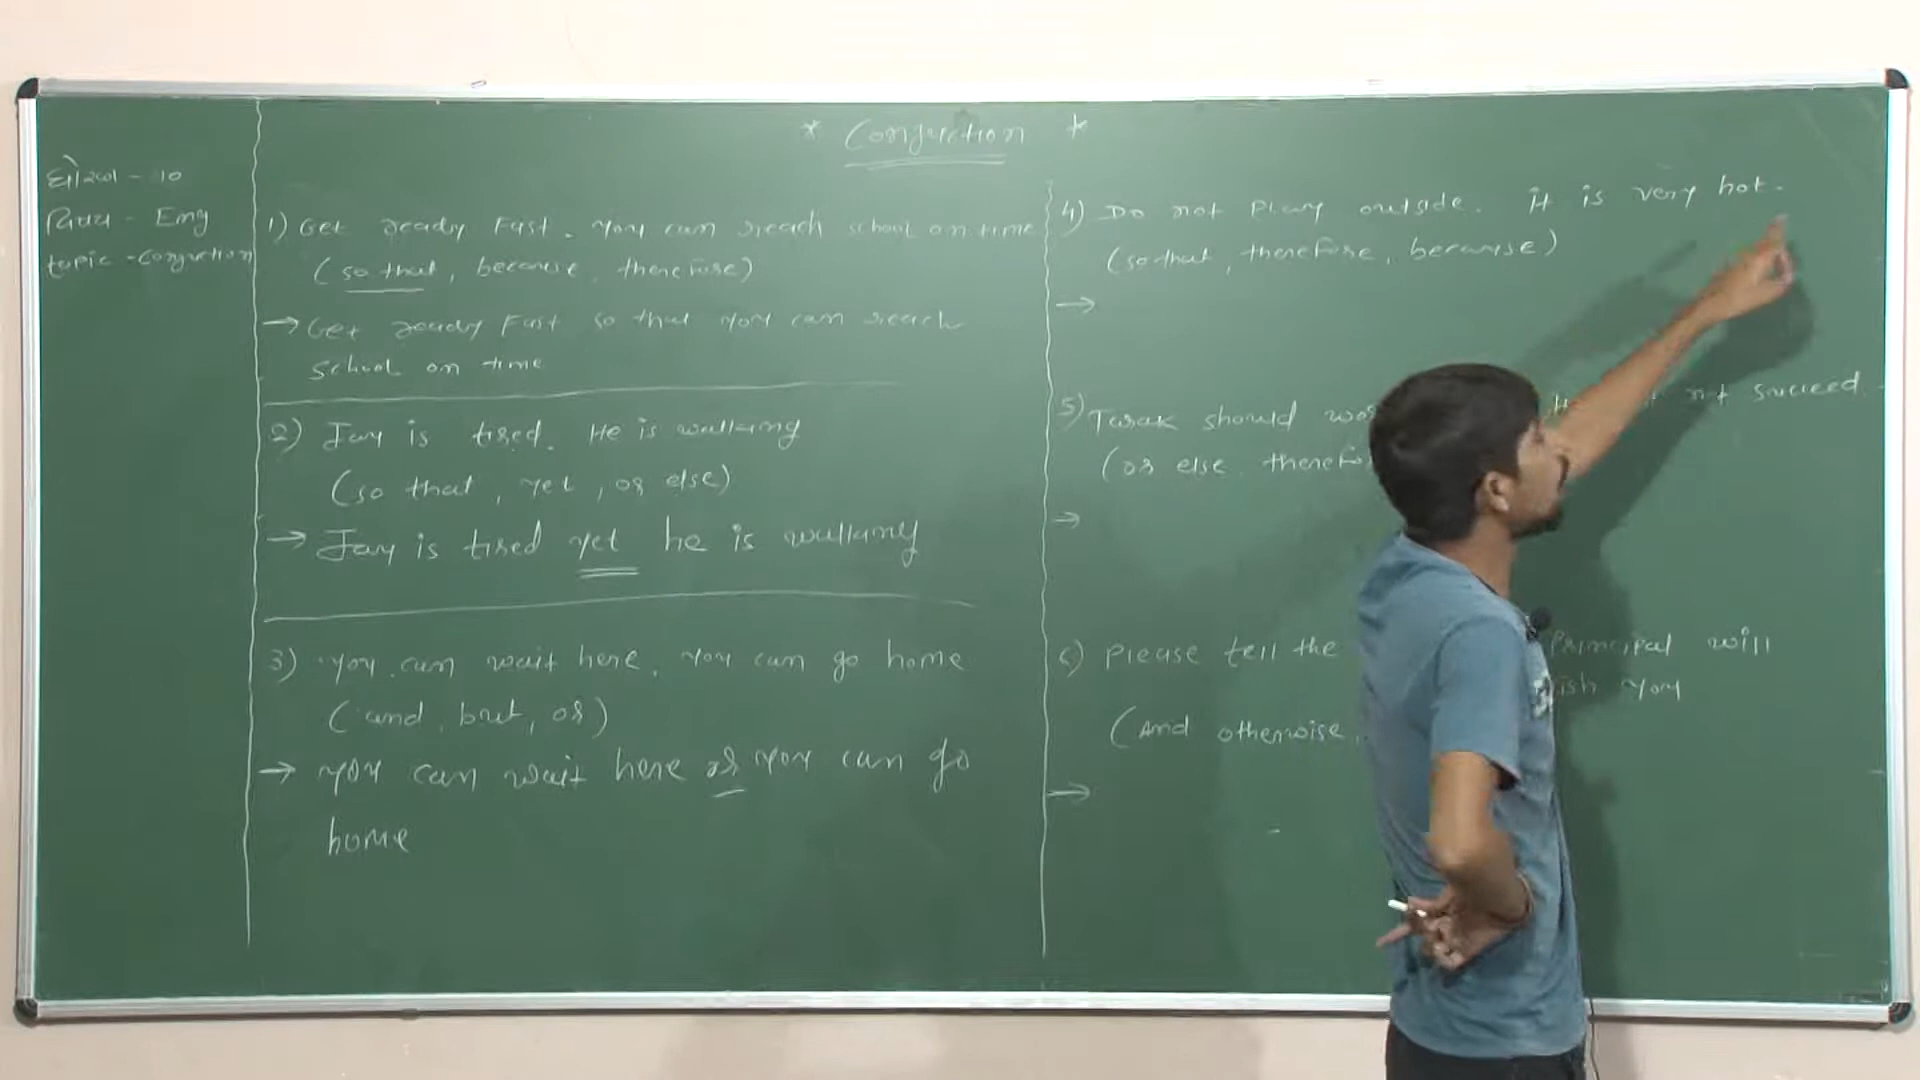 * Conjuction *
ધોરણ - 10
વિષય - Eng
topic - conjuction
1) Get ready Fast. You can reach school on time
(so that, because, therefore)
→ Get ready Fast so that you can reach
school on time
2) Jay is tired. He is walking
(so that, yet, or else)
→ Jay is tired yet he is walking
3) You can wait here. You can go home
(and, but, or)
→ You can wait here or you can go
home
4) Do not Play outside. it is very hot.
(so that, therefore, because)
→
5) Tarak should not succeed
(or else, therefo
→
6) Please tell the Principal will
ish you
(And otherwise,
→